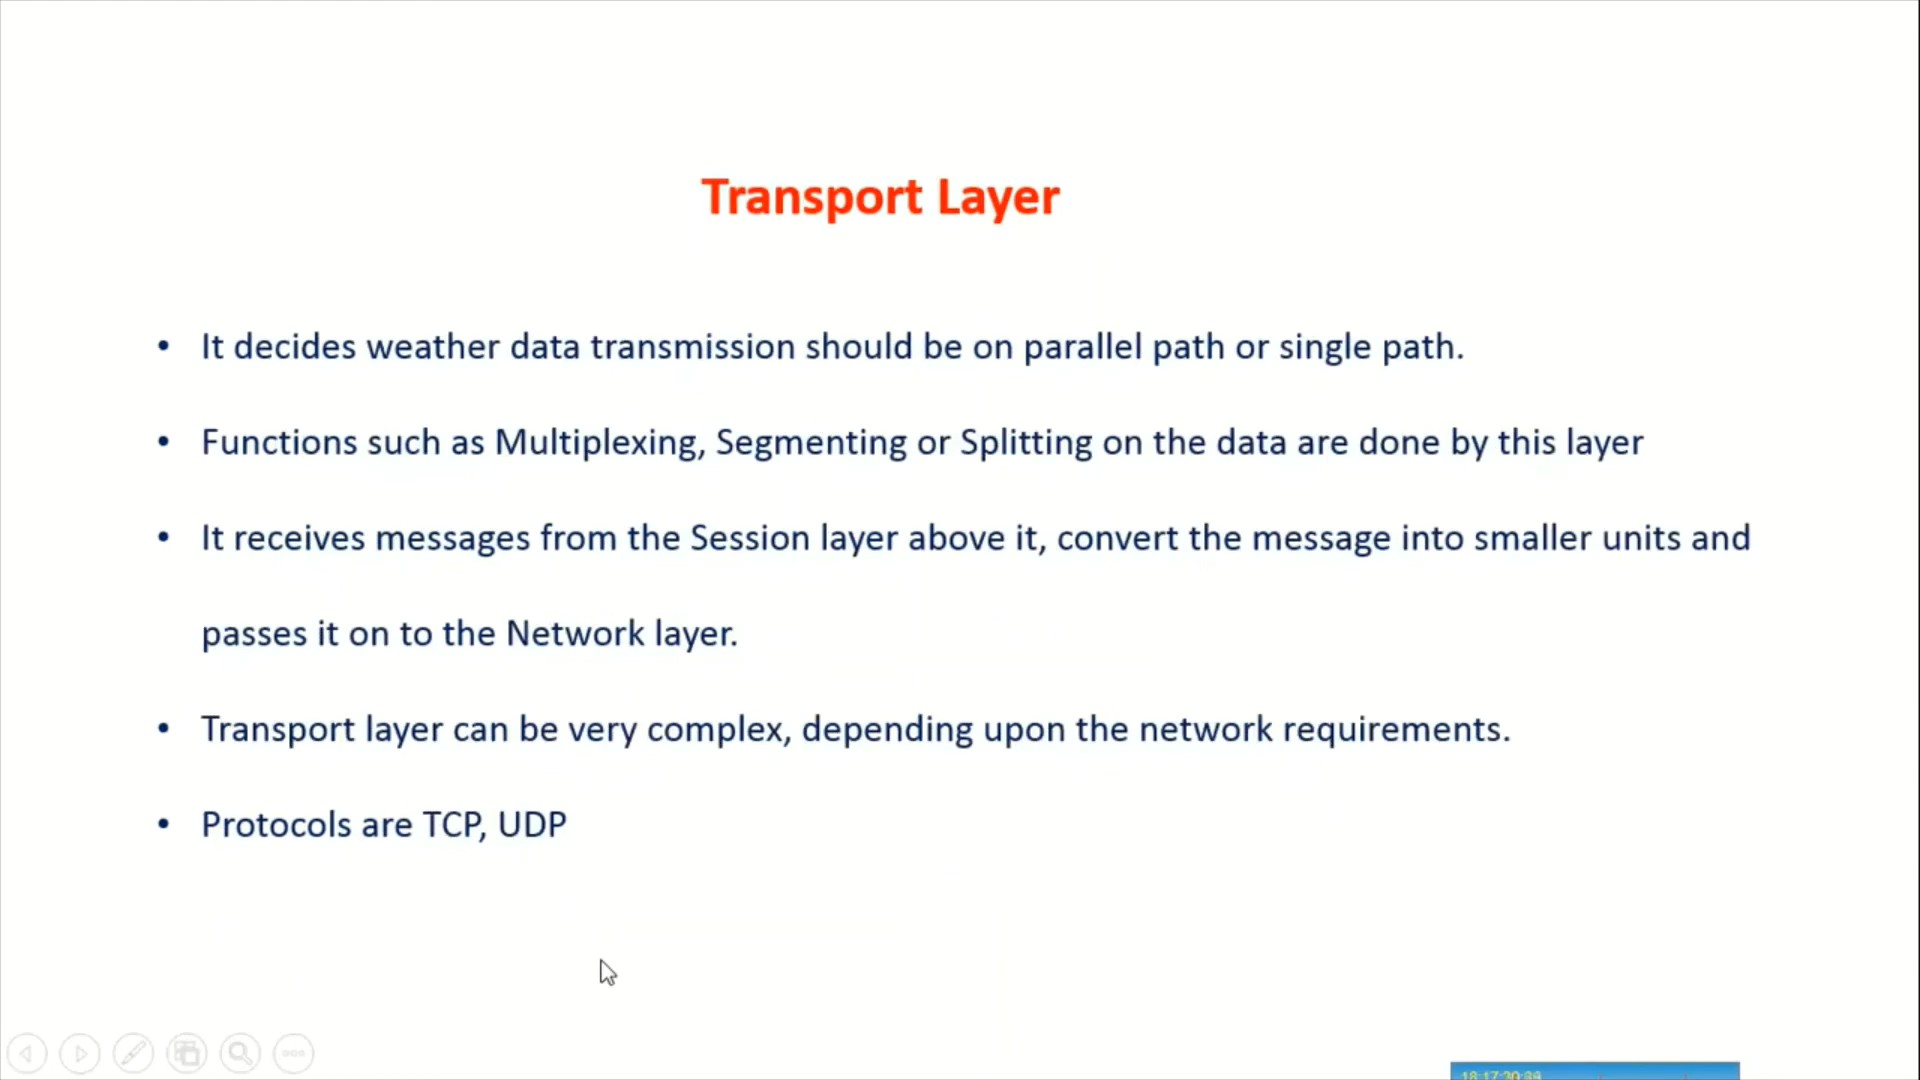 Transport Layer
• It decides weather data transmission should be on parallel path or single path.
• Functions such as Multiplexing, Segmenting or Splitting on the data are done by this layer
• It receives messages from the Session layer above it, convert the message into smaller units and
passes it on to the Network layer.
• Transport layer can be very complex, depending upon the network requirements.
• Protocols are TCP, UDP